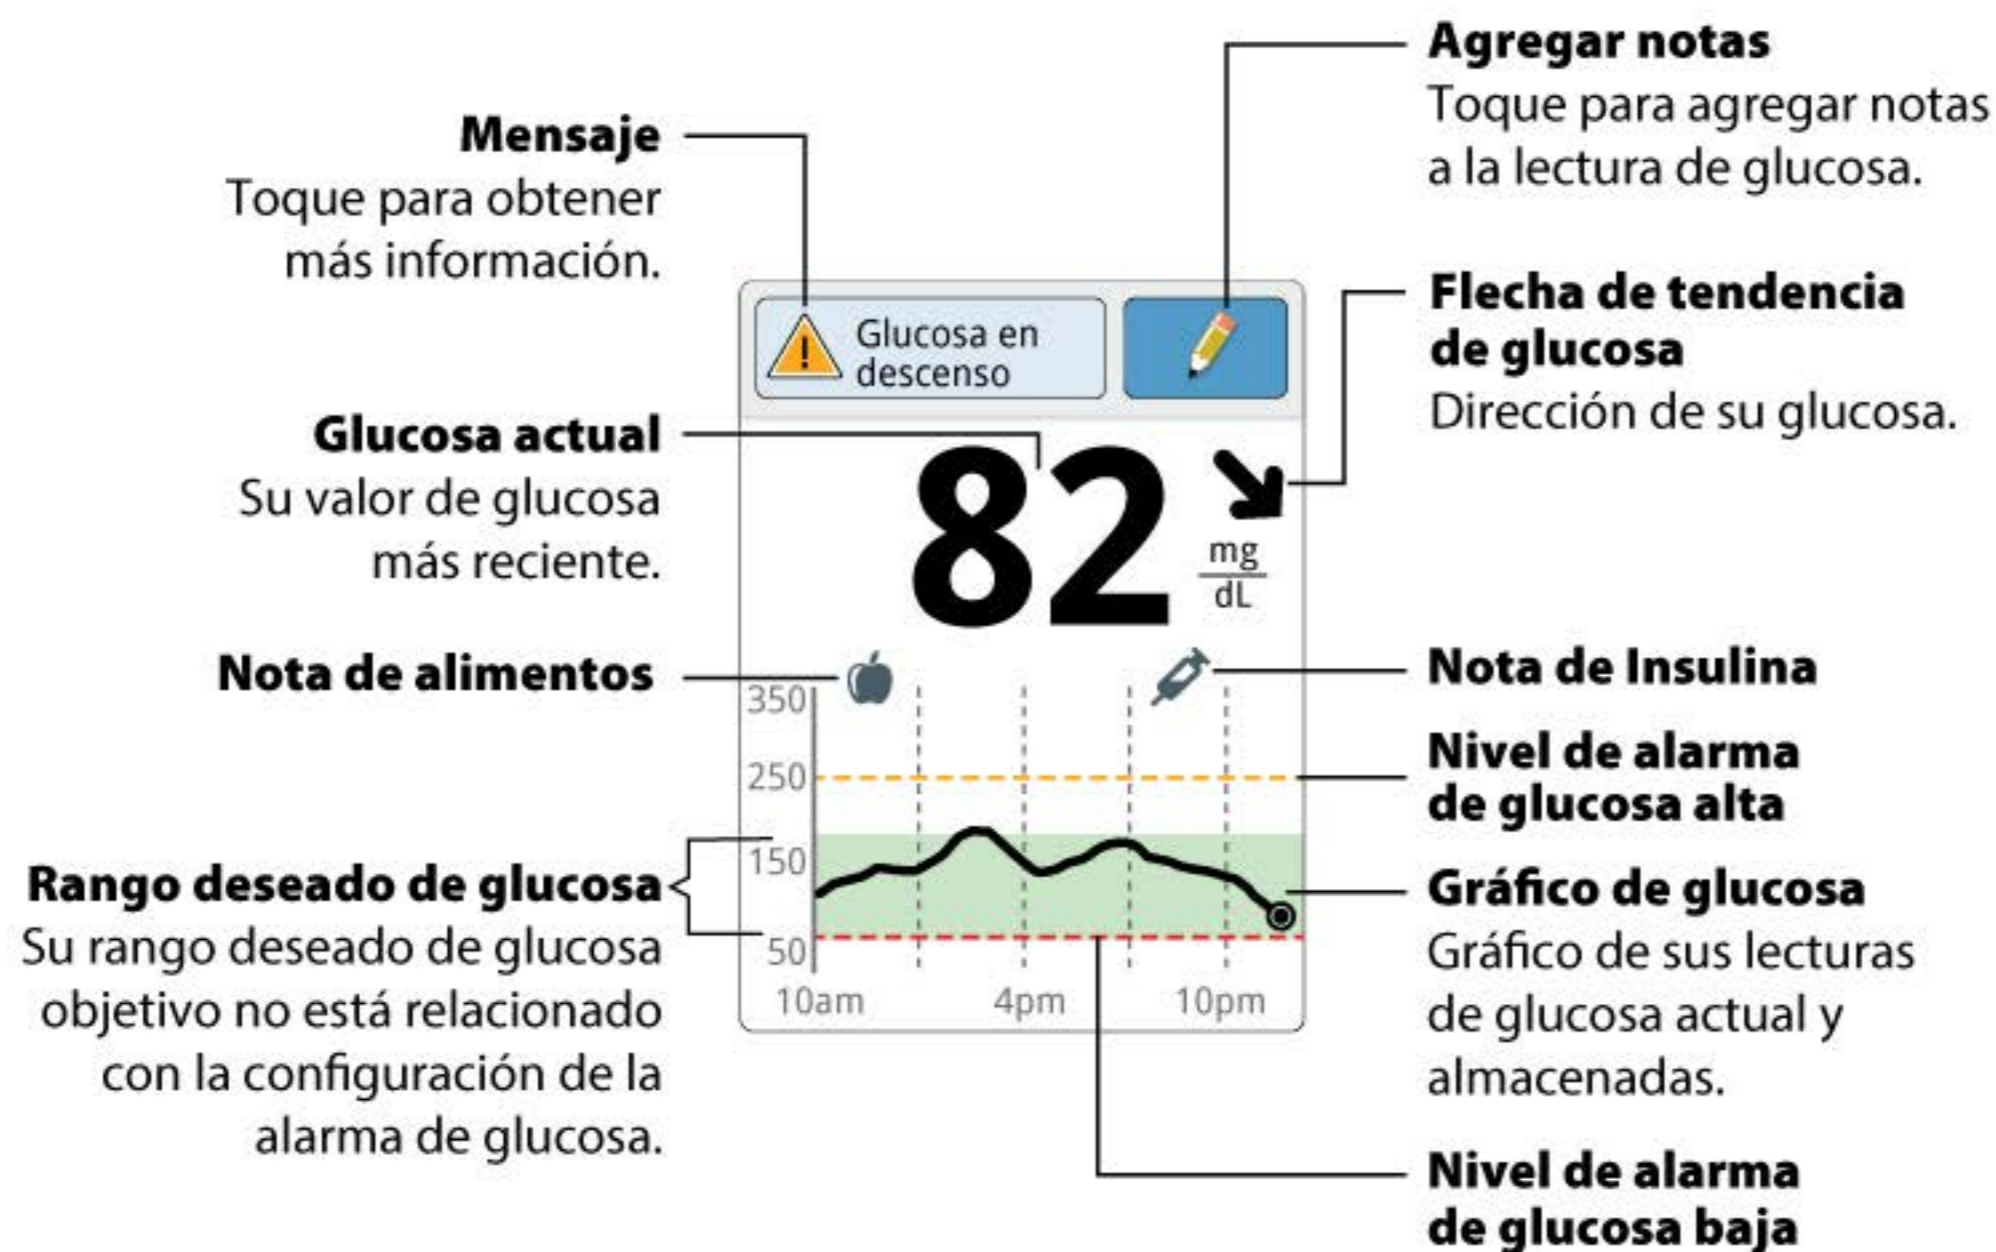 Agregar notas
Toque para agregar notas
a la lectura de glucosa.
Mensaje
Toque para obtener
más información.
Flecha de tendencia
de glucosa
Dirección de su glucosa.
Glucosa en
descenso
Glucosa actual
Su valor de glucosa
más reciente.
82
mg
dL
Nota de alimentos
Nota de Insulina
350
250
150
50
10am 4pm 10pm
Nivel de alarma
de glucosa alta
Rango deseado de glucosa
Su rango deseado de glucosa
objetivo no está relacionado
con la configuración de la
alarma de glucosa.
Gráfico de glucosa
Gráfico de sus lecturas
de glucosa actual y
almacenadas.
Nivel de alarma
de glucosa baja